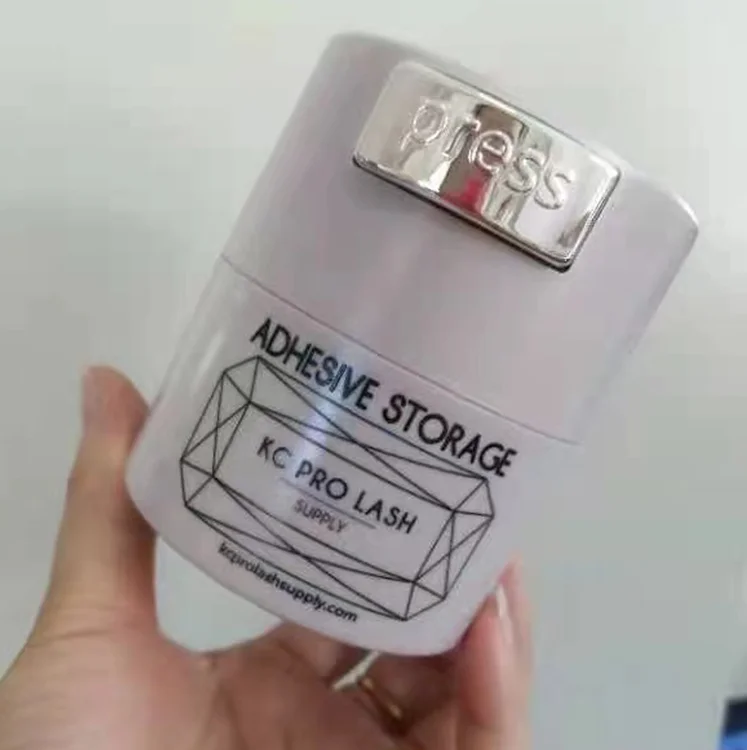 press
ADHESIVE STORAGE
KC PRO LASH
SUPPLY
kcprolashsupply.com